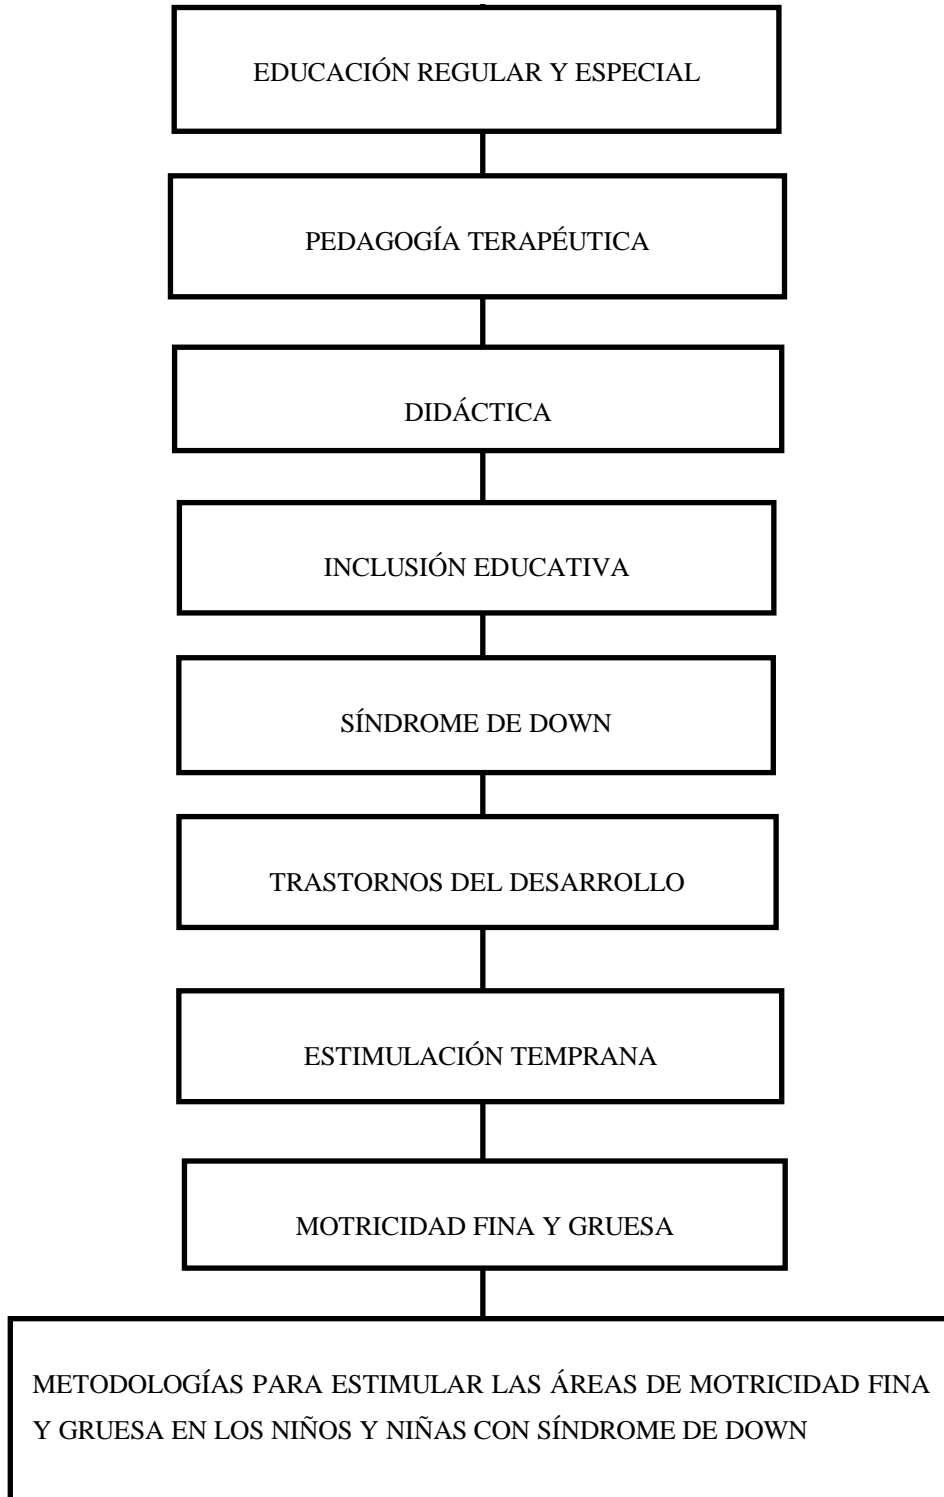 EDUCACIÓN REGULAR Y ESPECIAL
PEDAGOGÍA TERAPÉUTICA
DIDÁCTICA
INCLUSIÓN EDUCATIVA
SÍNDROME DE DOWN
TRASTORNOS DEL DESARROLLO
ESTIMULACIÓN TEMPRANA
MOTRICIDAD FINA Y GRUESA
METODOLOGÍAS PARA ESTIMULAR LAS ÁREAS DE MOTRICIDAD FINA
Y GRUESA EN LOS NIÑOS Y NIÑAS CON SÍNDROME DE DOWN